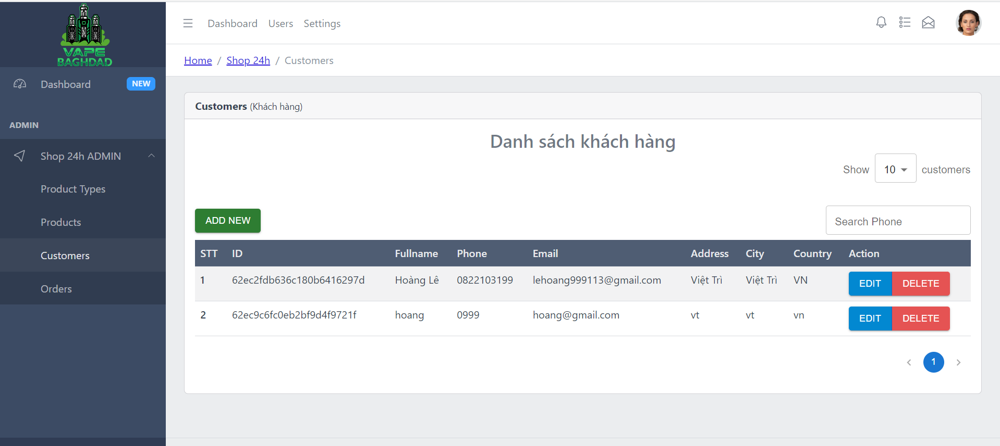 VAPE
BAGHDAD
Dashboard NEW
ADMIN
Shop 24h ADMIN
Product Types
Products
Customers
Orders
Dashboard Users Settings
Home / Shop 24h / Customers
Customers (Khách hàng)
Danh sách khách hàng
Show 10 customers
ADD NEW Search Phone
STT ID Fullname Phone Email Address City Country Action
1 62ec2fdb636c180b6416297d Hoàng Lê 0822103199 lehoang999113@gmail.com Việt Trì Việt Trì VN EDIT DELETE
2 62ec9c6fc0eb2bf9d4f9721f hoang 0999 hoang@gmail.com vt vt vn EDIT DELETE
1